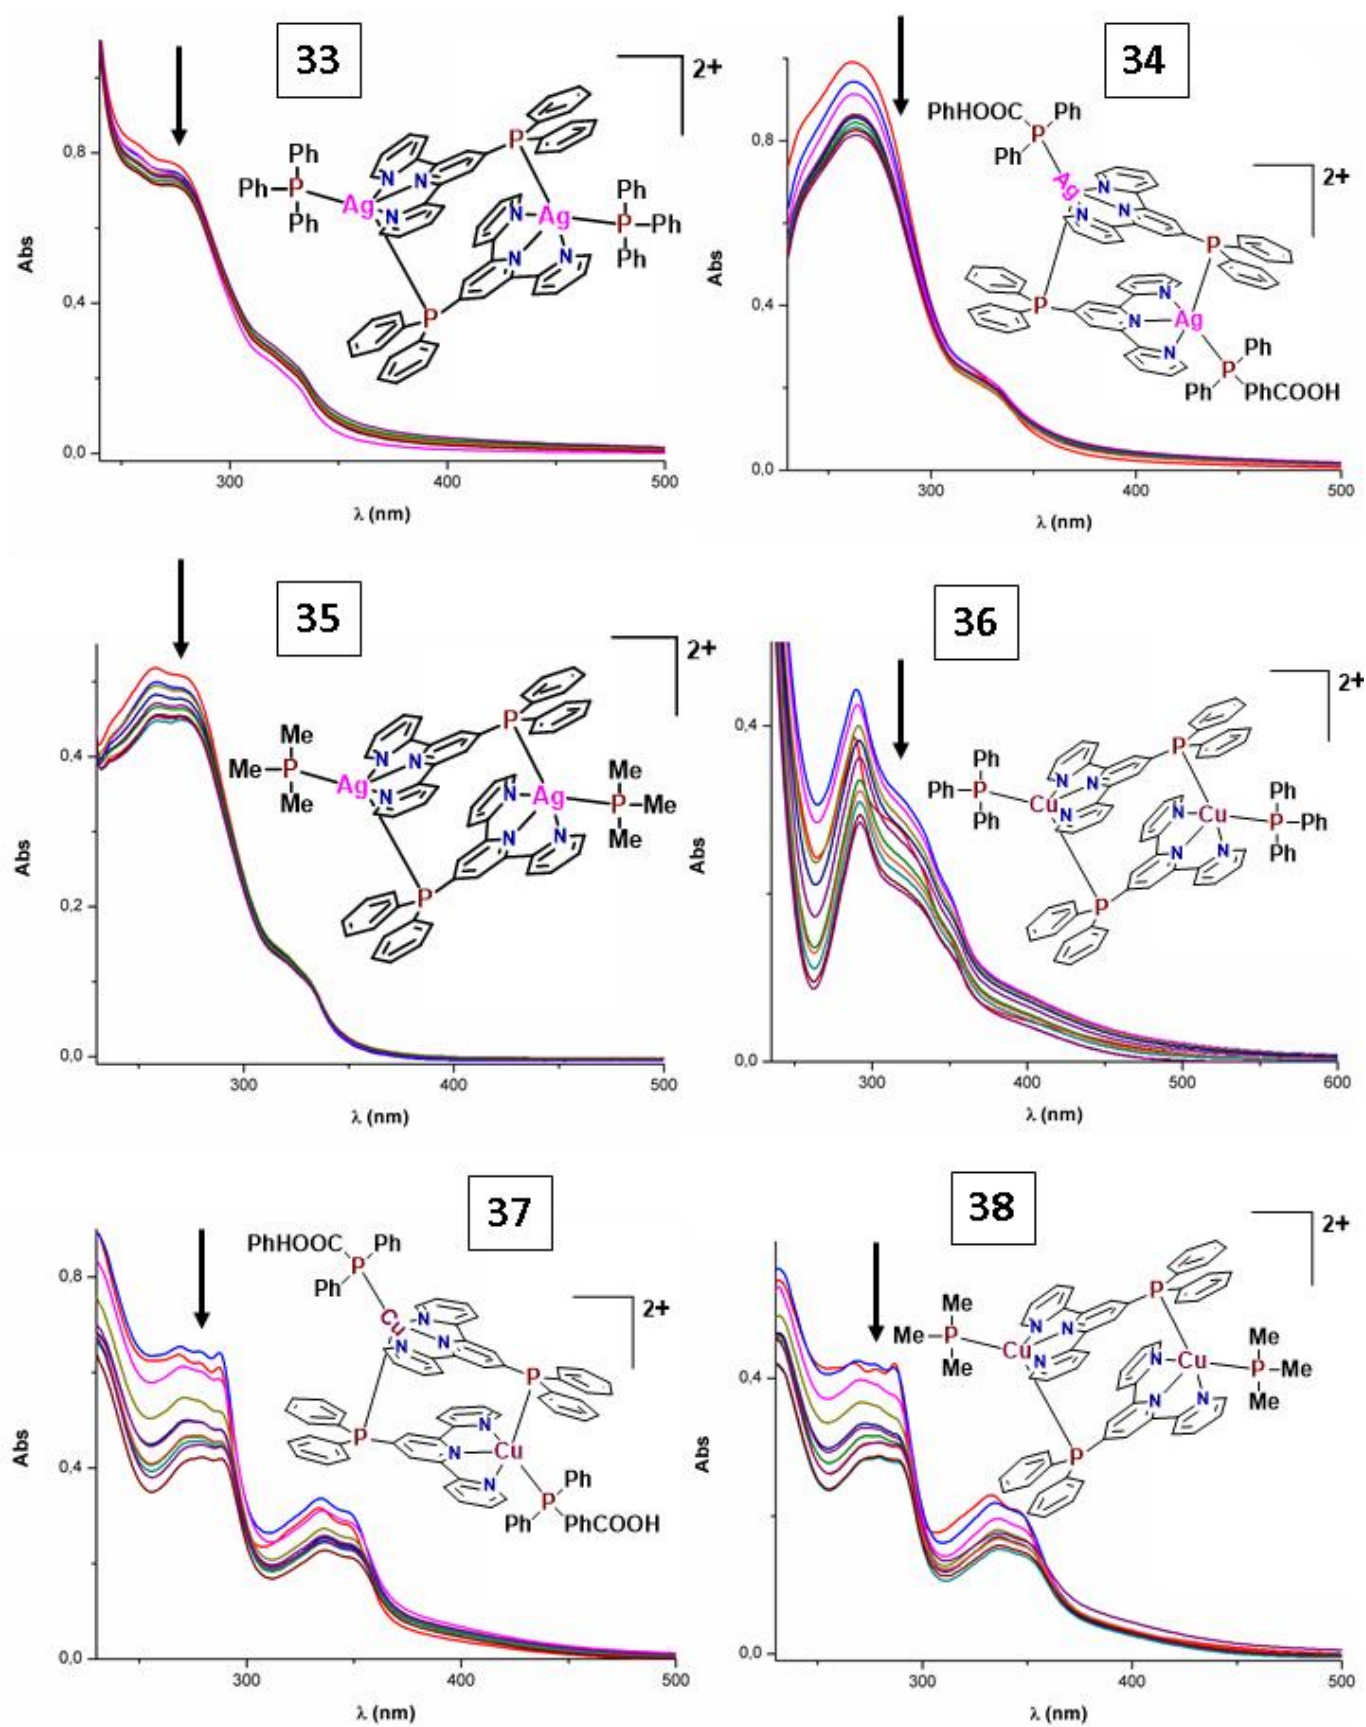 33
2+
Ph
Ph P
Ph
Ag
N
N
N
P
N Ag
N
N
Ph
P Ph
Ph
P
0,8
0,4
0,0
Abs
300 400 500
λ (nm)
34
2+
PhHOOC Ph
P
Ph
Ag
N
N
N
P
P
N
N Ag
N
Ph
P
Ph PhCOOH
0,8
0,4
0,0
Abs
300 400 500
λ (nm)
35
2+
Me
Me P
Me
Ag
N
N
N
P
N Ag
N
N
Me
P Me
Me
P
0,4
0,2
0,0
Abs
300 400 500
λ (nm)
36
2+
Ph
Ph P
Ph
Cu
N
N
N
P
N Cu
N
N
Ph
P Ph
Ph
P
0,4
0,0
Abs
300 400 500 600
λ (nm)
37
2+
PhHOOC Ph
P
Ph
Cu
N
N
N
P
P
N
N Cu
N
Ph
P
Ph PhCOOH
0,8
0,4
0,0
Abs
300 400 500
λ (nm)
38
2+
Me
Me P
Me
Cu
N
N
N
P
N Cu
N
N
Me
P Me
Me
P
0,4
0,0
Abs
300 400 500
λ (nm)